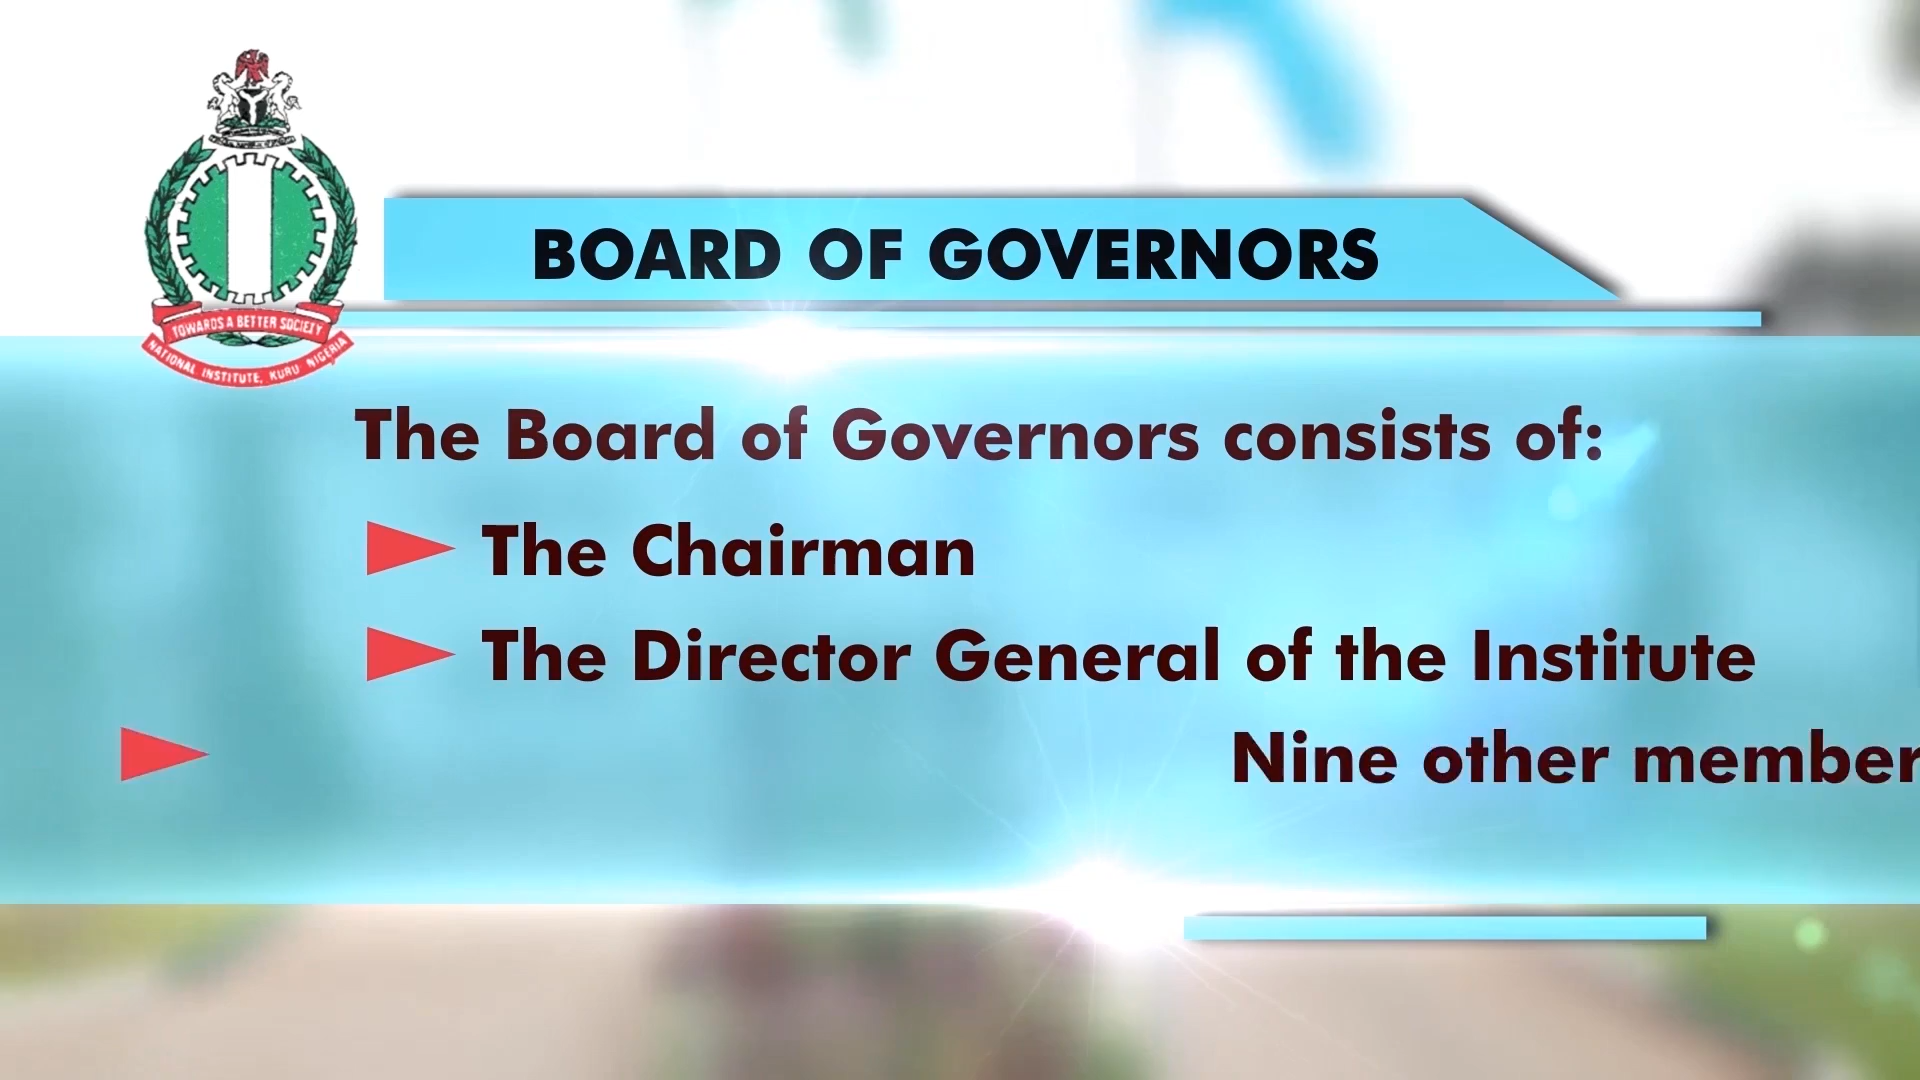 TOWARDS A BETTER SOCIETY
NATIONAL INSTITUTE, KURU NIGERIA
BOARD OF GOVERNORS
The Board of Governors consists of:
The Chairman
The Director General of the Institute
Nine other member